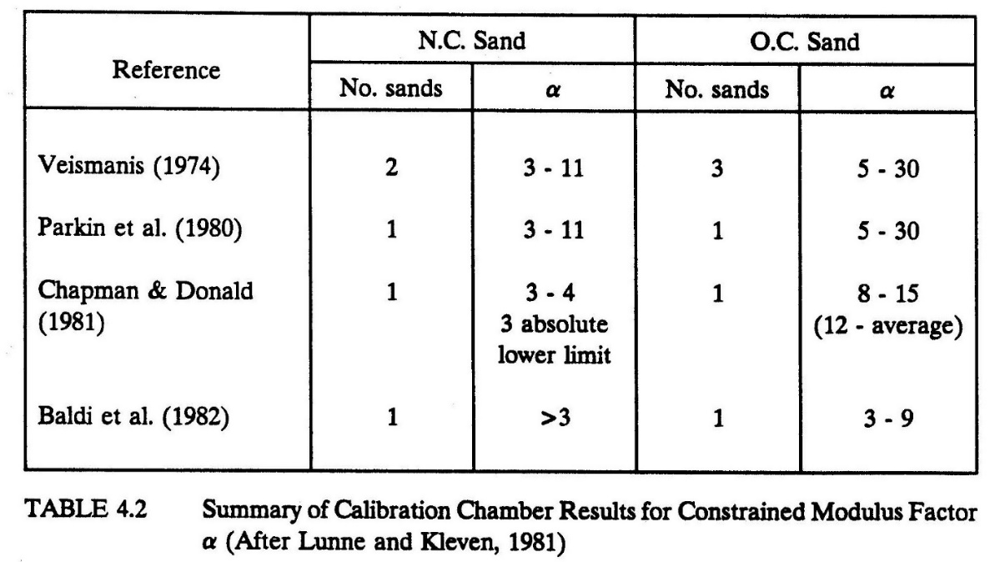 Reference N.C. Sand O.C. Sand
No. sands α No. sands α
Veismanis (1974) 2 3 - 11 3 5 - 30
Parkin et al. (1980) 1 3 - 11 1 5 - 30
Chapman & Donald 1 3 - 4 1 8 - 15
(1981) 3 absolute (12 - average)
lower limit
Baldi et al. (1982) 1 >3 1 3 - 9
TABLE 4.2 Summary of Calibration Chamber Results for Constrained Modulus Factor
α (After Lunne and Kleven, 1981)